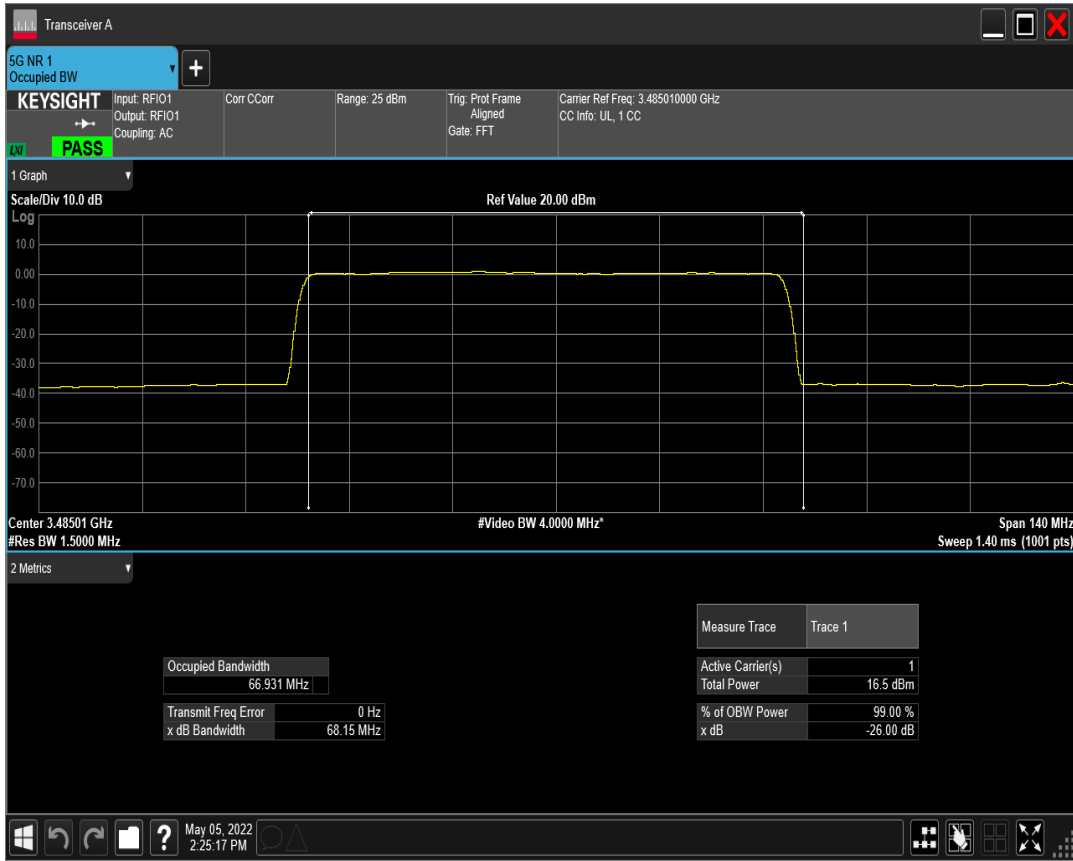 Transceiver A
5G NR 1
Occupied BW
+
KEYSIGHT
LXI PASS
Input: RFIO1
Output: RFIO1
Coupling: AC
Corr CCorr
Range: 25 dBm
Trig: Prot Frame
Aligned
Gate: FFT
Carrier Ref Freq: 3.485010000 GHz
CC Info: UL, 1 CC
1 Graph
Scale/Div 10.0 dB
Ref Value 20.00 dBm
Log
10.0
0.00
-10.0
-20.0
-30.0
-40.0
-50.0
-60.0
-70.0
Center 3.48501 GHz
#Video BW 4.0000 MHz*
Span 140 MHz
#Res BW 1.5000 MHz
Sweep 1.40 ms (1001 pts)
2 Metrics
Measure Trace Trace 1
Occupied Bandwidth
66.931 MHz
Active Carrier(s) 1
Total Power 16.5 dBm
Transmit Freq Error 0 Hz
x dB Bandwidth 68.15 MHz
% of OBW Power 99.00 %
x dB -26.00 dB
?
May 05, 2022
2:25:17 PM